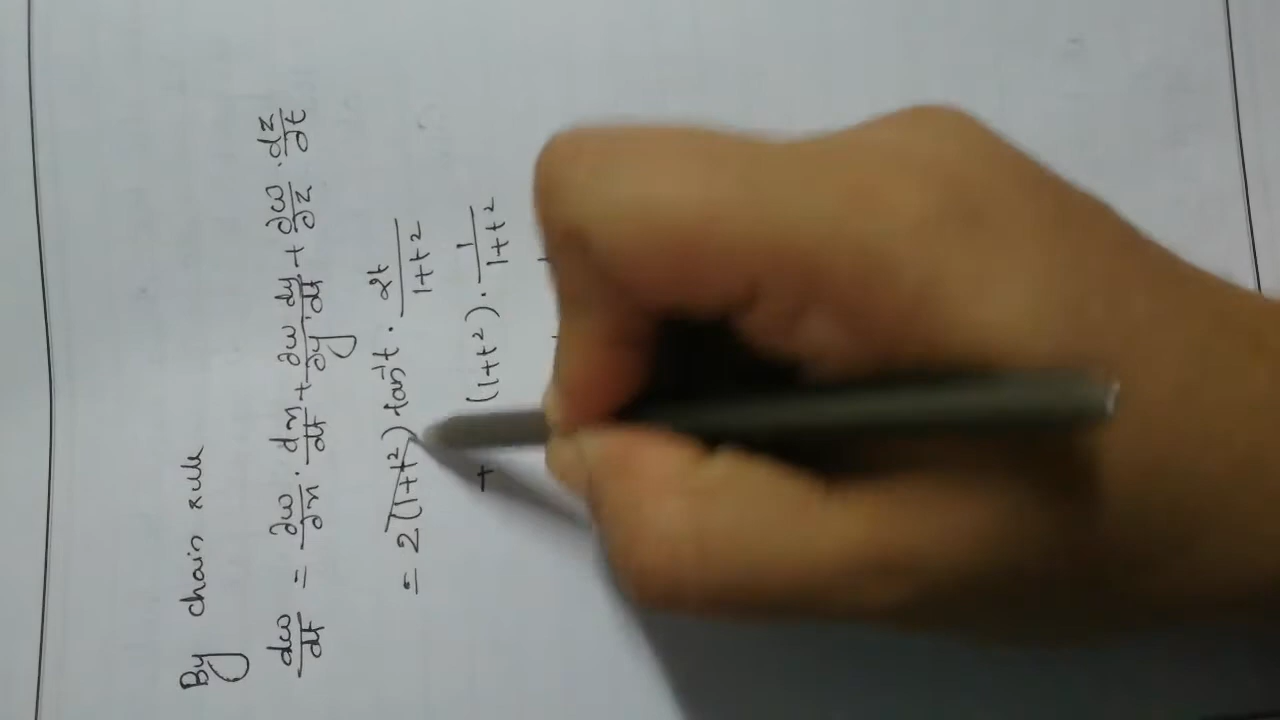 By chain rule
dw/dt = ∂w/∂x · dx/dt + ∂w/∂y · dy/dt + ∂w/∂z · dz/∂t
= 2(1+t²) tan⁻¹t · 2t/(1+t²)
+ (1+t²) · 1/(1+t²)